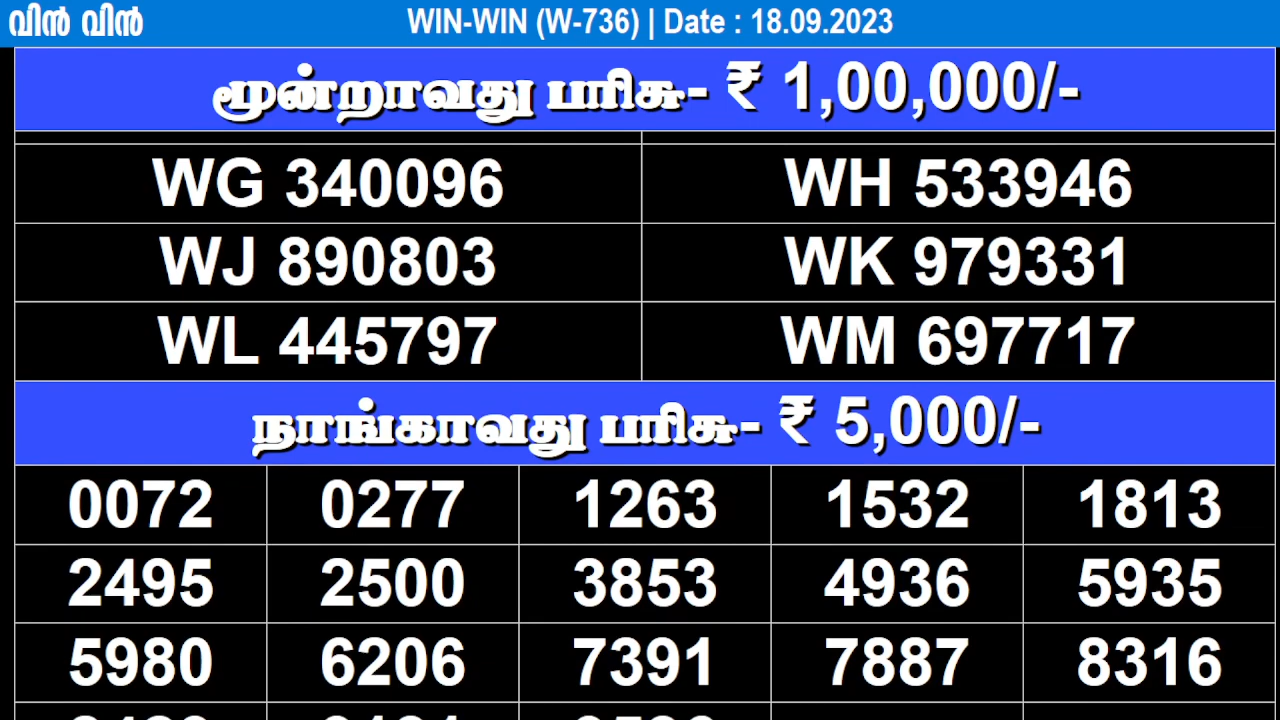 വിൻ വിൻ WIN-WIN (W-736) | Date : 18.09.2023
மூன்றாவது பரிசு- ₹ 1,00,000/-
WG 340096 WH 533946
WJ 890803 WK 979331
WL 445797 WM 697717
நாங்காவது பரிசு- ₹ 5,000/-
0072 0277 1263 1532 1813
2495 2500 3853 4936 5935
5980 6206 7391 7887 8316